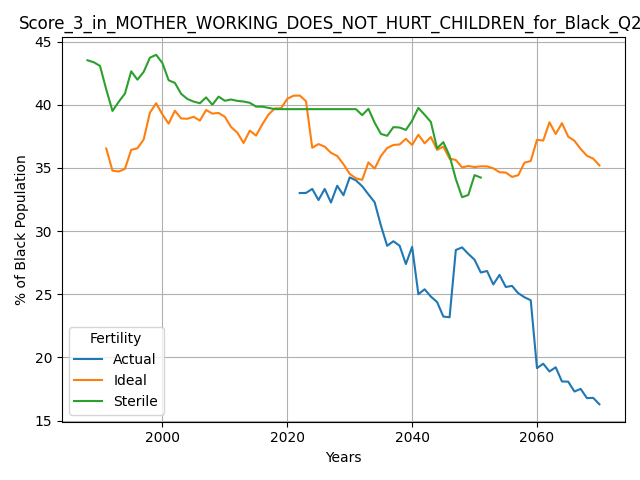 Score_3_in_MOTHER_WORKING_DOES_NOT_HURT_CHILDREN_for_Black_Q2
45
40
35
30
25
20
15
% of Black Population
Fertility
Actual
Ideal
Sterile
2000
2020
2040
2060
Years